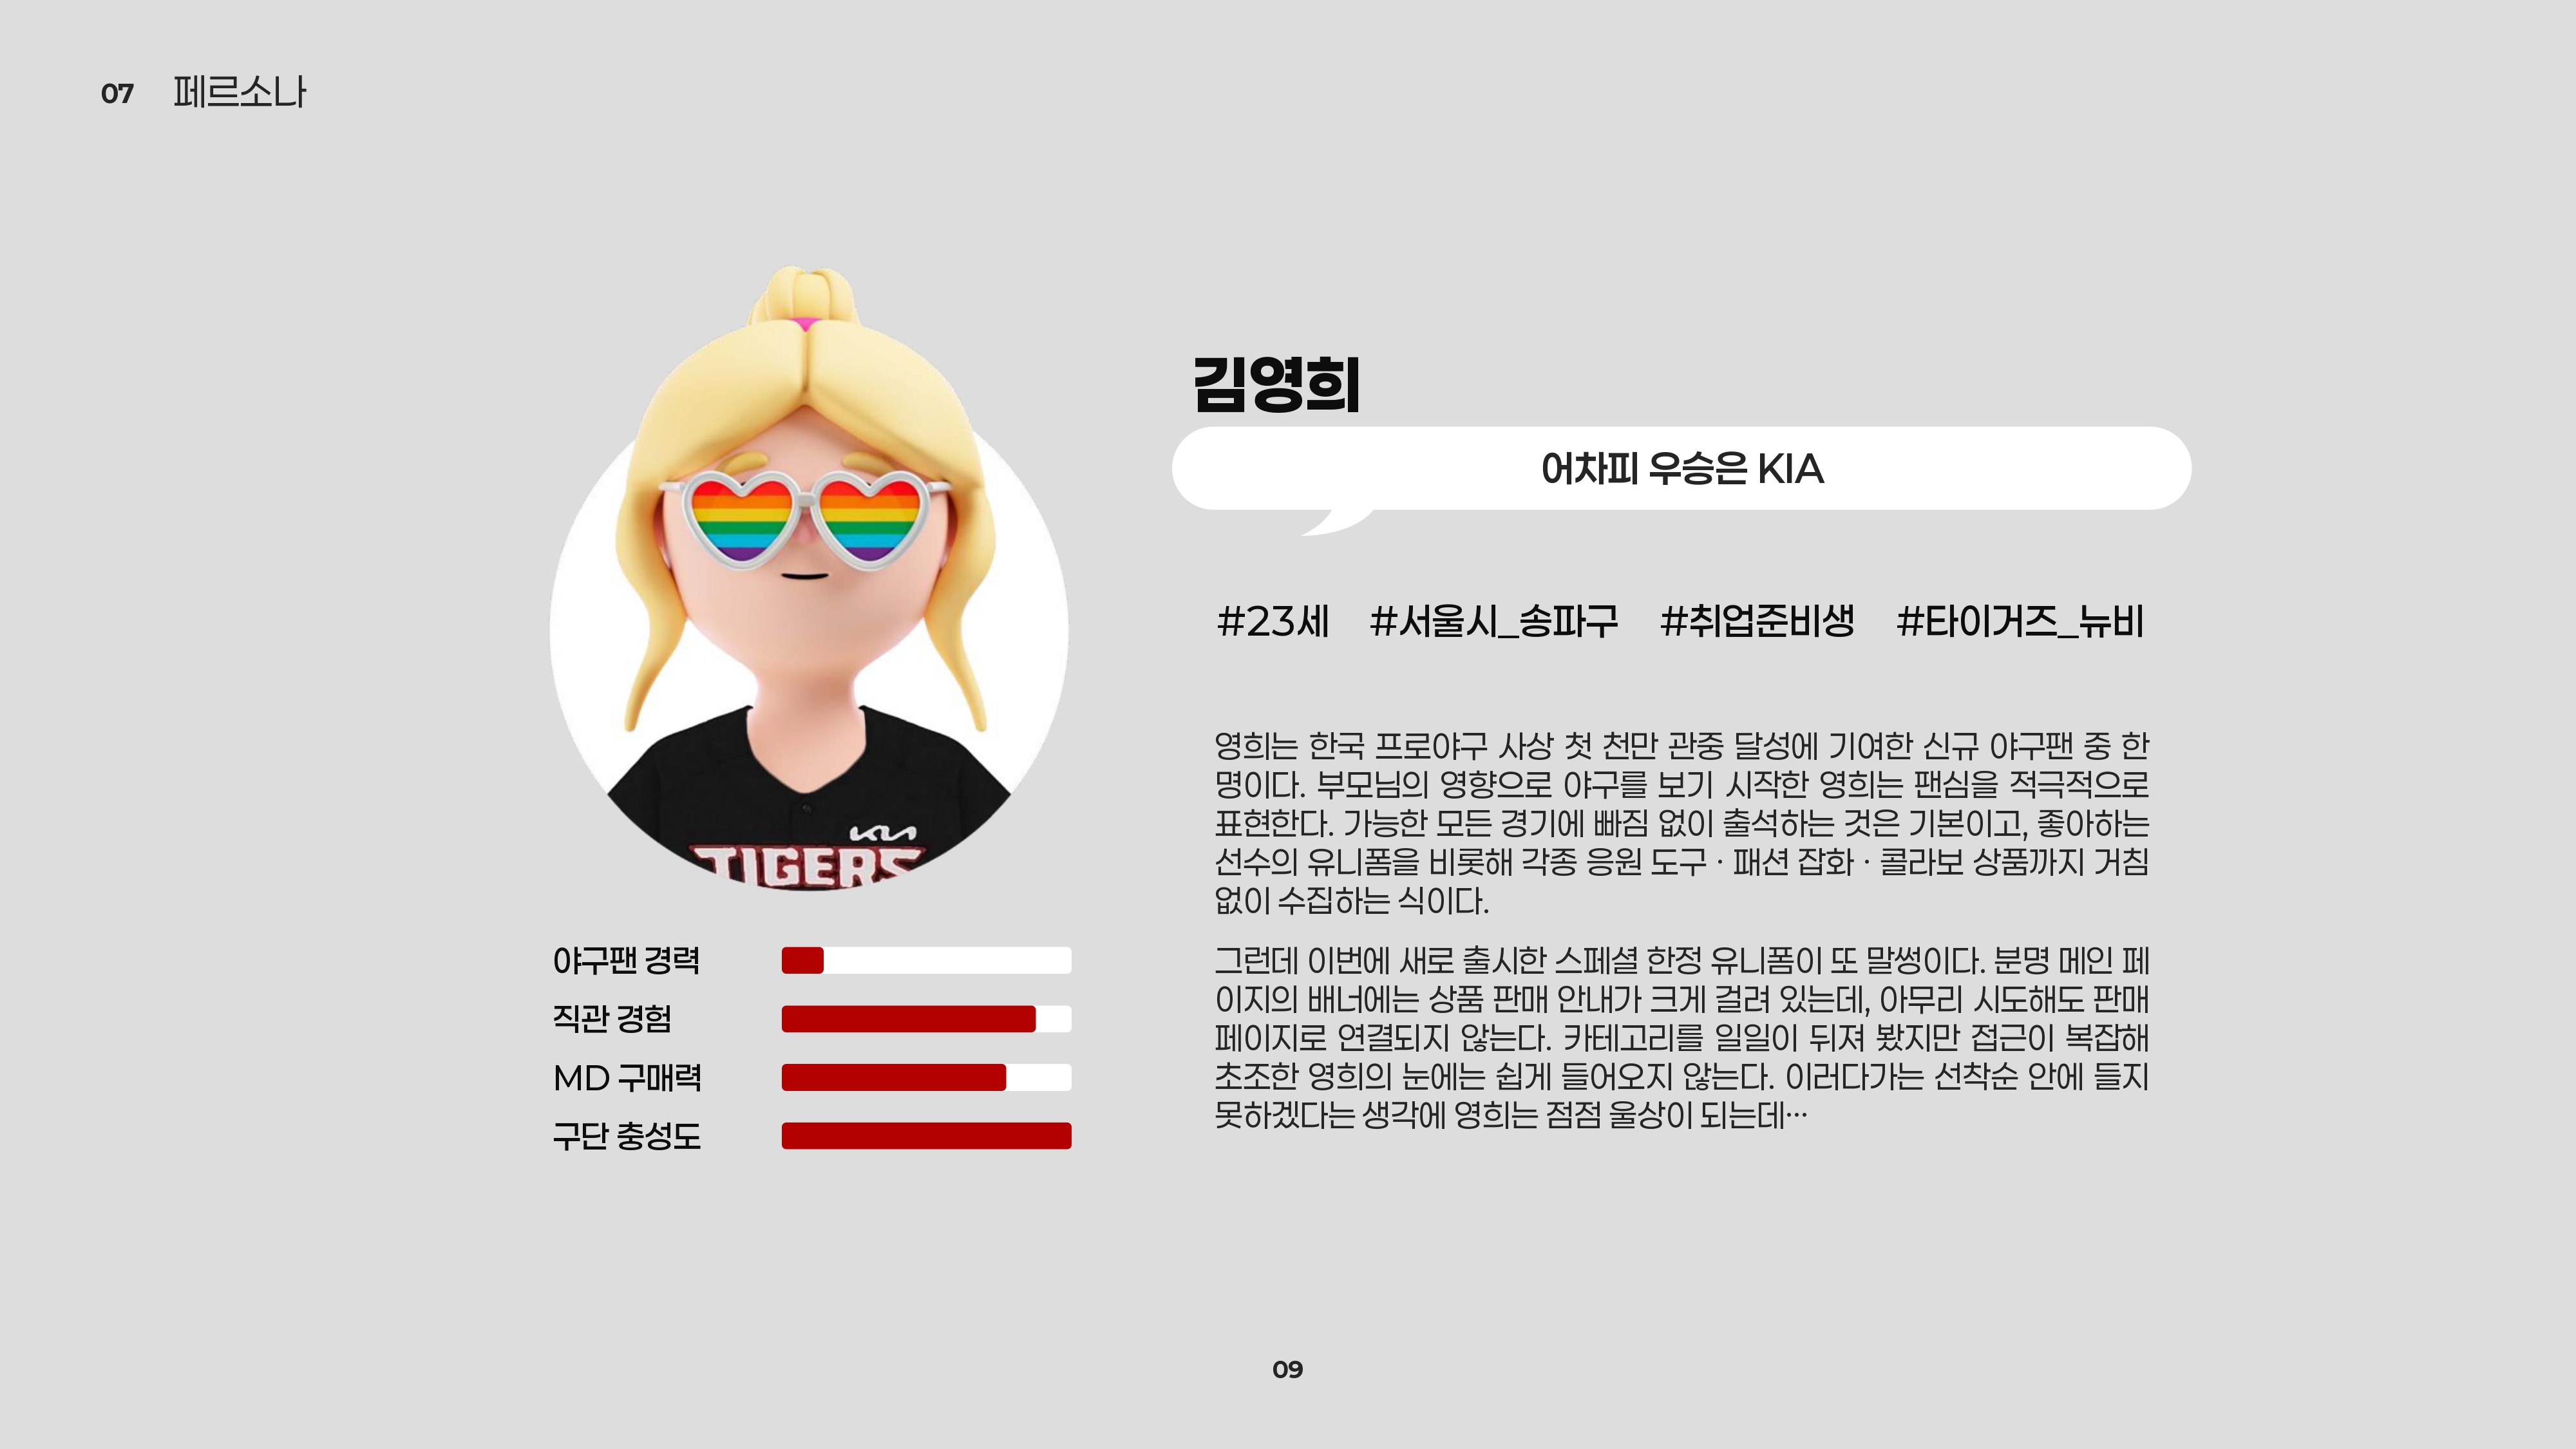 07 페르소나
김영희
어차피 우승은 KIA
#23세 #서울시_송파구 #취업준비생 #타이거즈_뉴비
영희는 한국 프로야구 사상 첫 천만 관중 달성에 기여한 신규 야구팬 중 한
명이다. 부모님의 영향으로 야구를 보기 시작한 영희는 팬심을 적극적으로
표현한다. 가능한 모든 경기에 빠짐 없이 출석하는 것은 기본이고, 좋아하는
선수의 유니폼을 비롯해 각종 응원 도구 · 패션 잡화 · 콜라보 상품까지 거침
없이 수집하는 식이다.
그런데 이번에 새로 출시한 스페셜 한정 유니폼이 또 말썽이다. 분명 메인 페
이지의 배너에는 상품 판매 안내가 크게 걸려 있는데, 아무리 시도해도 판매
페이지로 연결되지 않는다. 카테고리를 일일이 뒤져 봤지만 접근이 복잡해
초조한 영희의 눈에는 쉽게 들어오지 않는다. 이러다가는 선착순 안에 들지
못하겠다는 생각에 영희는 점점 울상이 되는데…
KIA
TIGERS
야구팬 경력
직관 경험
MD 구매력
구단 충성도
09